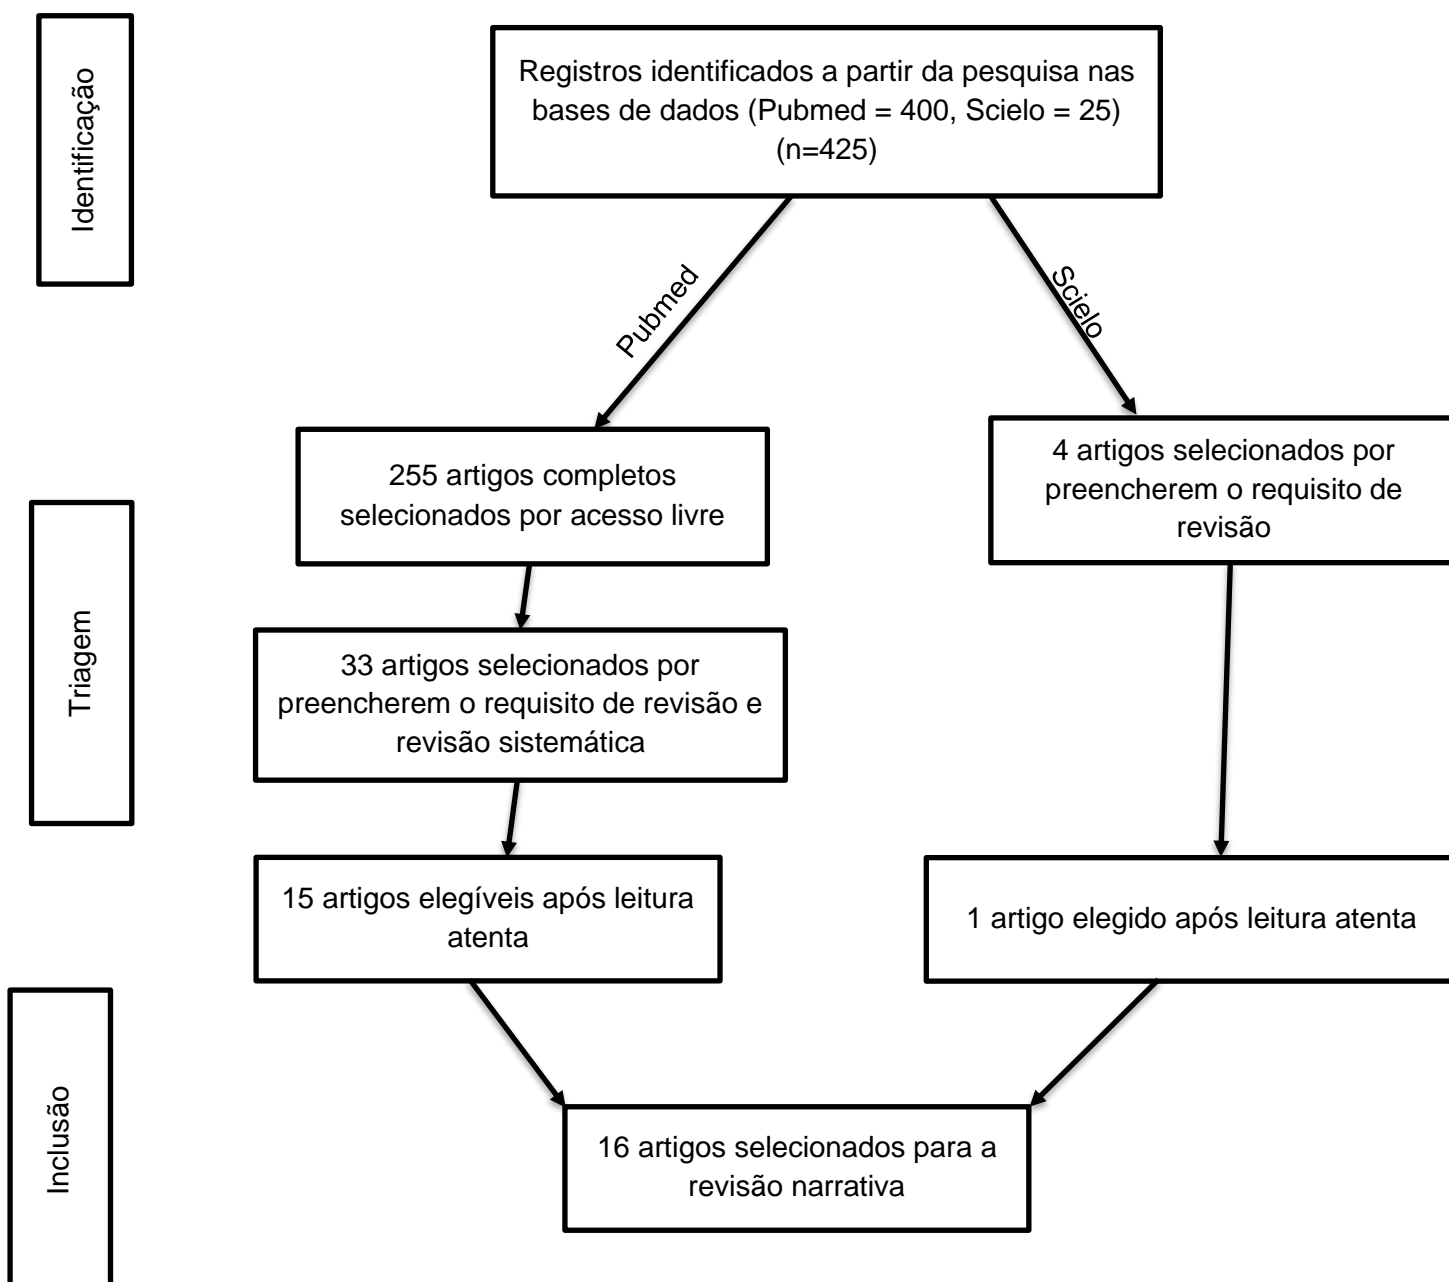 Identificação
Registros identificados a partir da pesquisa nas
bases de dados (Pubmed = 400, Scielo = 25)
(n=425)
Pubmed
Scielo
Triagem
255 artigos completos
selecionados por acesso livre
4 artigos selecionados por
preencherem o requisito de
revisão
33 artigos selecionados por
preencherem o requisito de revisão e
revisão sistemática
15 artigos elegíveis após leitura
atenta
1 artigo elegido após leitura atenta
Inclusão
16 artigos selecionados para a
revisão narrativa